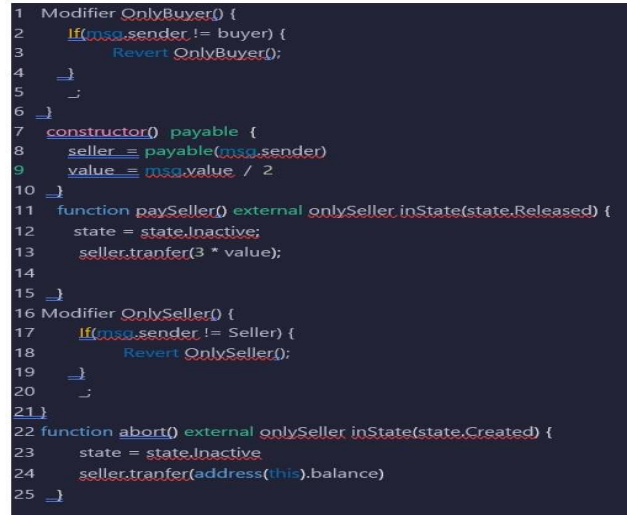 1 Modifier OnlyBuyer() {
2 If(msg.sender != buyer) {
3 Revert OnlyBuyer();
4 }
5 _;
6 }
7 constructor() payable {
8 seller = payable(msg.sender)
9 value = msg.value / 2
10 }
11 function paySeller() external onlySeller inState(state.Released) {
12 state = state.Inactive;
13 seller.tranfer(3 * value);
14
15 }
16 Modifier OnlySeller() {
17 If(msg.sender != Seller) {
18 Revert OnlySeller();
19 }
20 _;
21 }
22 function abort() external onlySeller inState(state.Created) {
23 state = state.Inactive
24 seller.tranfer(address(this).balance)
25 }